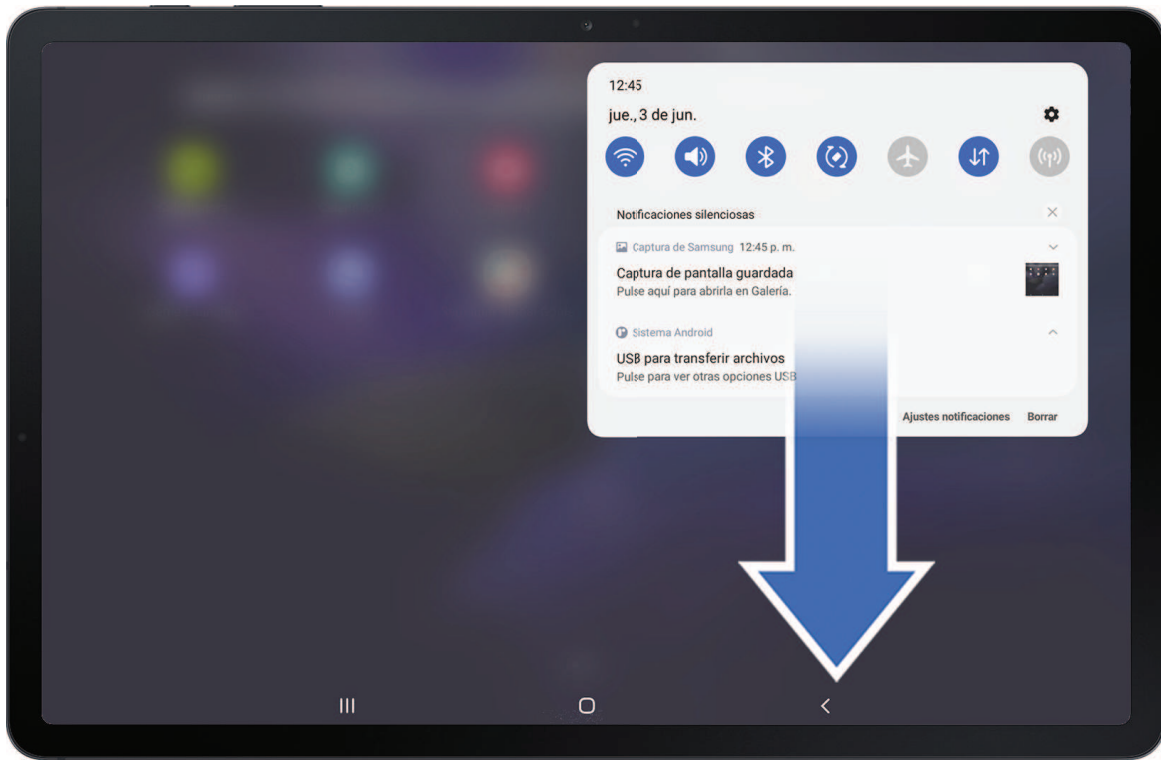 12:45
jue., 3 de jun.
Notificaciones silenciosas
Captura de Samsung 12:45 p. m.
Captura de pantalla guardada
Pulse aquí para abrirla en Galería.
Sistema Android
USB para transferir archivos
Pulse para ver otras opciones USB
Ajustes notificaciones Borrar